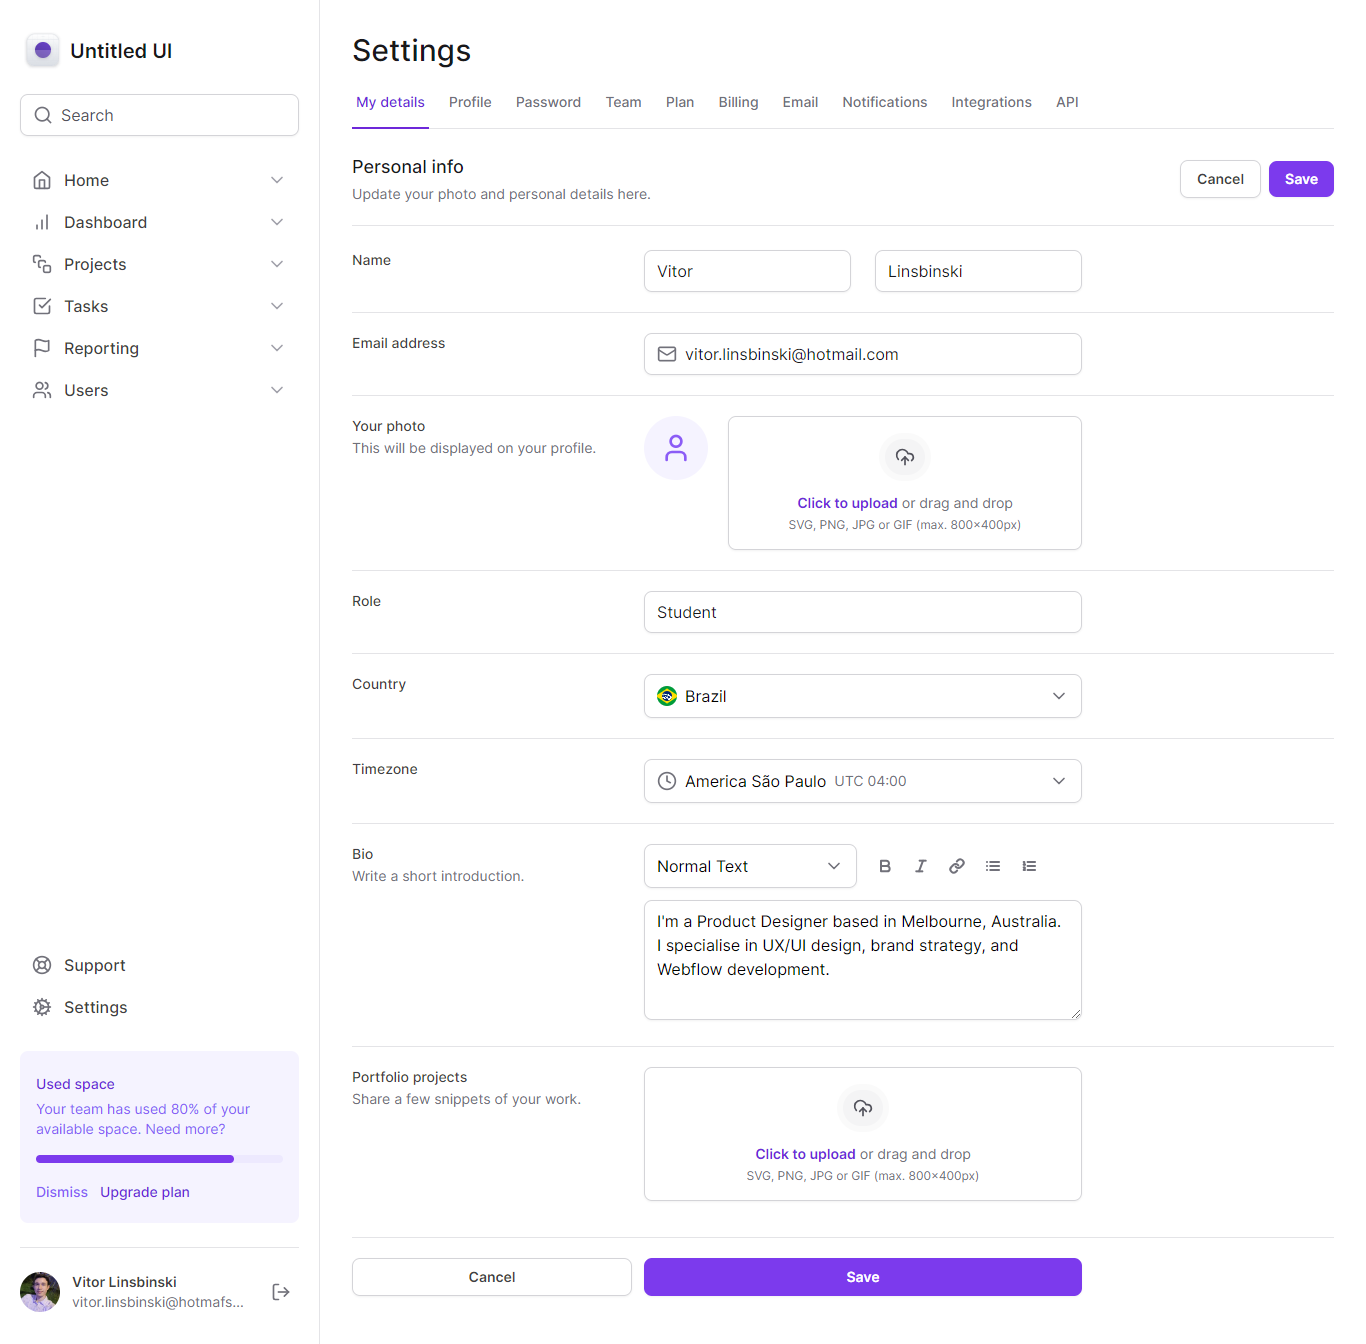 Untitled UI
Search
Home
Dashboard
Projects
Tasks
Reporting
Users
Support
Settings
Used space
Your team has used 80% of your
available space. Need more?
Dismiss Upgrade plan
Vitor Linsbinski
vitor.linsbinski@hotmafs...
Settings
My details Profile Password Team Plan Billing Email Notifications Integrations API
Personal info
Update your photo and personal details here.
Cancel Save
Name
Vitor Linsbinski
Email address
vitor.linsbinski@hotmail.com
Your photo
This will be displayed on your profile.
Click to upload or drag and drop
SVG, PNG, JPG or GIF (max. 800×400px)
Role
Student
Country
Brazil
Timezone
America São Paulo UTC 04:00
Bio
Write a short introduction.
Normal Text
I'm a Product Designer based in Melbourne, Australia.
I specialise in UX/UI design, brand strategy, and
Webflow development.
Portfolio projects
Share a few snippets of your work.
Click to upload or drag and drop
SVG, PNG, JPG or GIF (max. 800×400px)
Cancel Save